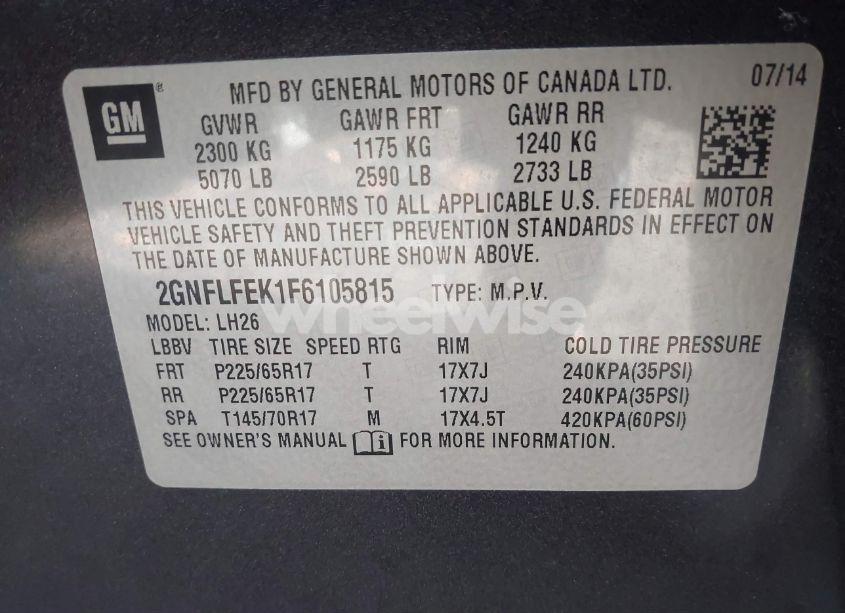 GM
®
MFD BY GENERAL MOTORS OF CANADA LTD. 07/14
GVWR GAWR FRT GAWR RR
2300 KG 1175 KG 1240 KG
5070 LB 2590 LB 2733 LB
THIS VEHICLE CONFORMS TO ALL APPLICABLE U.S. FEDERAL MOTOR
VEHICLE SAFETY AND THEFT PREVENTION STANDARDS IN EFFECT ON
THE DATE OF MANUFACTURE SHOWN ABOVE.
2GNFLFEK1F6105815 TYPE: M.P.V.
wheelwise
MODEL: LH26
LBBV TIRE SIZE SPEED RTG RIM COLD TIRE PRESSURE
FRT P225/65R17 T 17X7J 240KPA(35PSI)
RR P225/65R17 T 17X7J 240KPA(35PSI)
SPA T145/70R17 M 17X4.5T 420KPA(60PSI)
SEE OWNER'S MANUAL i FOR MORE INFORMATION.